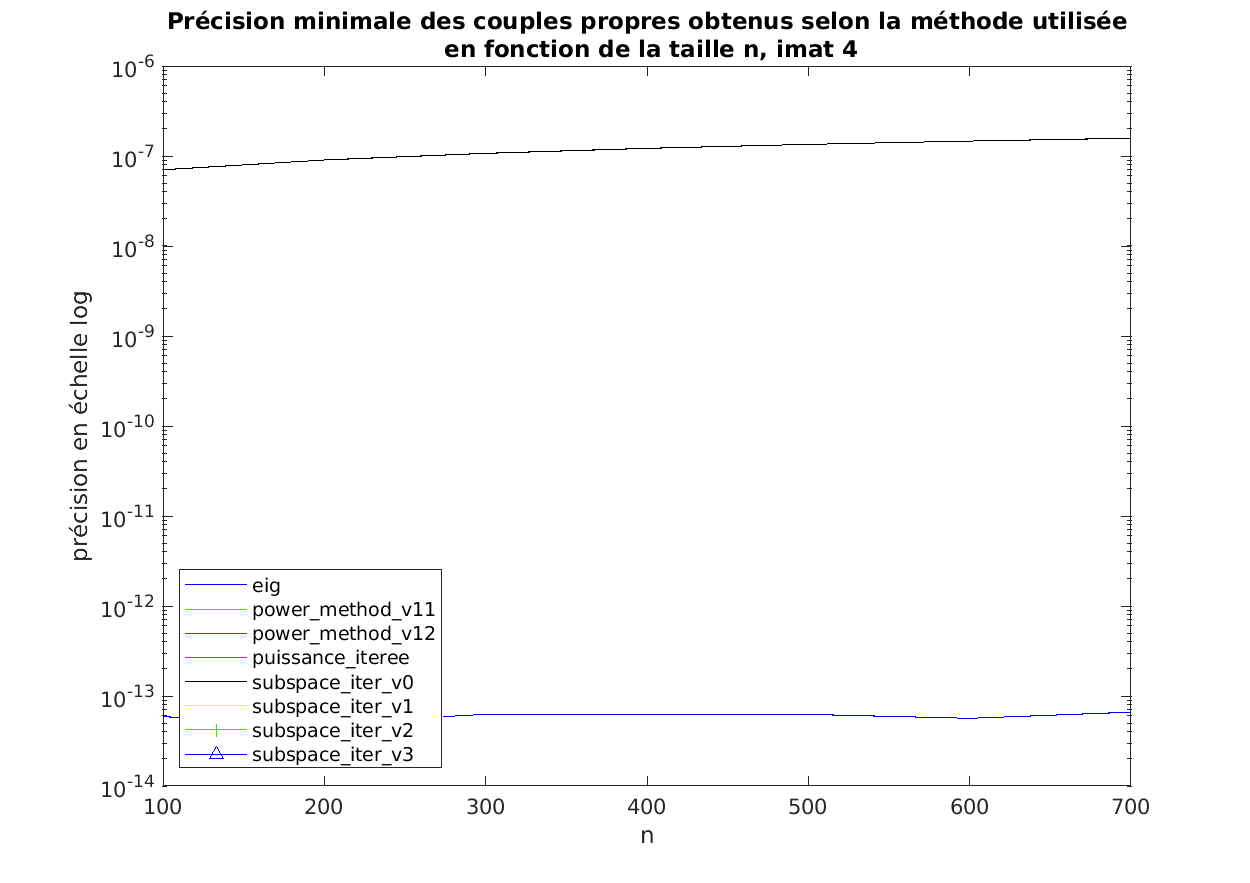 Précision minimale des couples propres obtenus selon la méthode utilisée
en fonction de la taille n, imat 4
10^-6
10^-7
10^-8
10^-9
10^-10
10^-11
10^-12
10^-13
10^-14
précision en échelle log
eig
power_method_v11
power_method_v12
puissance_iteree
subspace_iter_v0
subspace_iter_v1
subspace_iter_v2
subspace_iter_v3
100 200 300 400 500 600 700
n